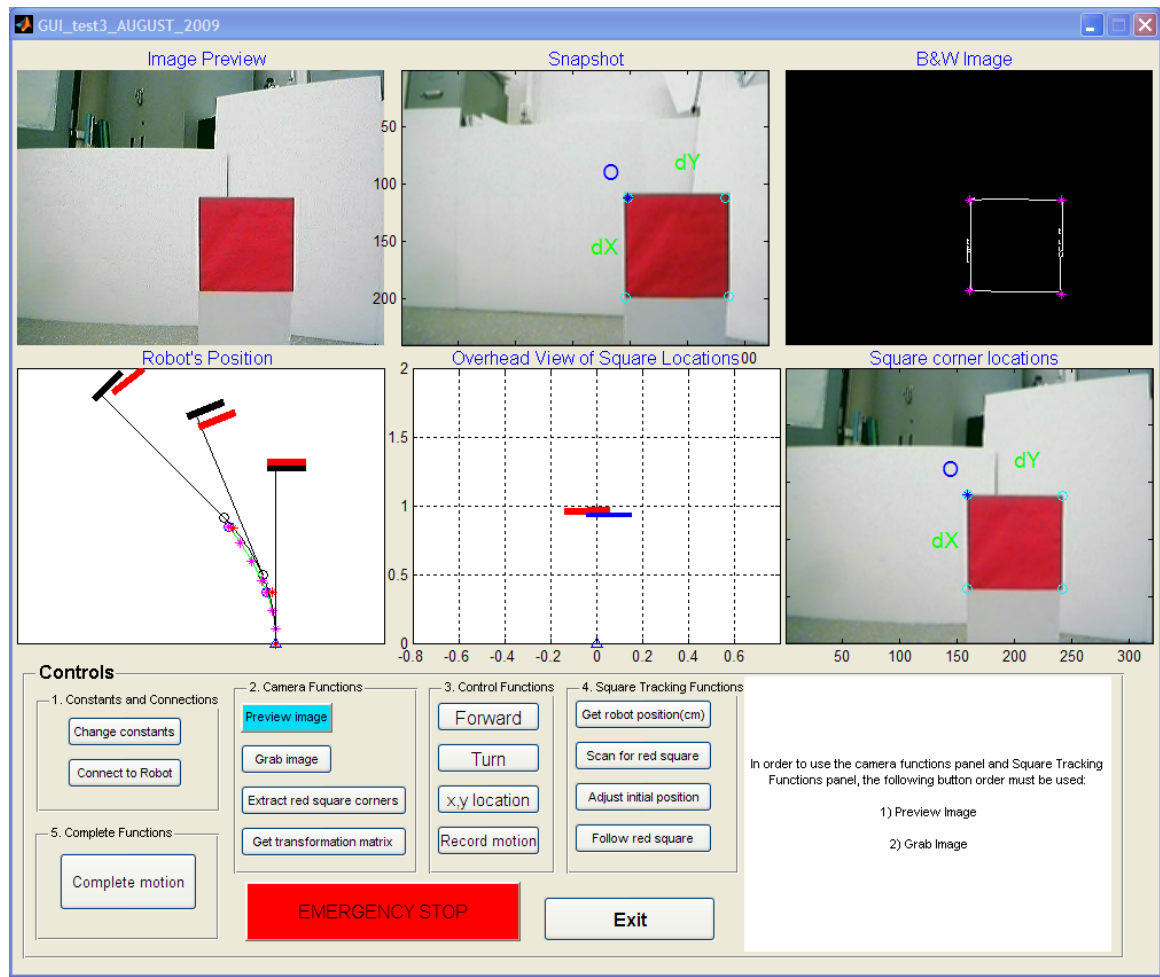 GUI_test3_AUGUST_2009
Image Preview
Snapshot
B&W Image
50
100
150
200
O
dY
dX
Robot's Position
Overhead View of Square Locations00
Square corner locations
2
1.5
1
0.5
0
-0.8 -0.6 -0.4 -0.2 0 0.2 0.4 0.6
O
dY
dX
50 100 150 200 250 300
Controls
1. Constants and Connections
Change constants
Connect to Robot
5. Complete Functions
Complete motion
2. Camera Functions
Preview image
Grab image
Extract red square corners
Get transformation matrix
3. Control Functions
Forward
Turn
x,y location
Record motion
4. Square Tracking Functions
Get robot position(cm)
Scan for red square
Adjust initial position
Follow red square
EMERGENCY STOP
Exit
In order to use the camera functions panel and Square Tracking
Functions panel, the following button order must be used:
1) Preview Image
2) Grab Image